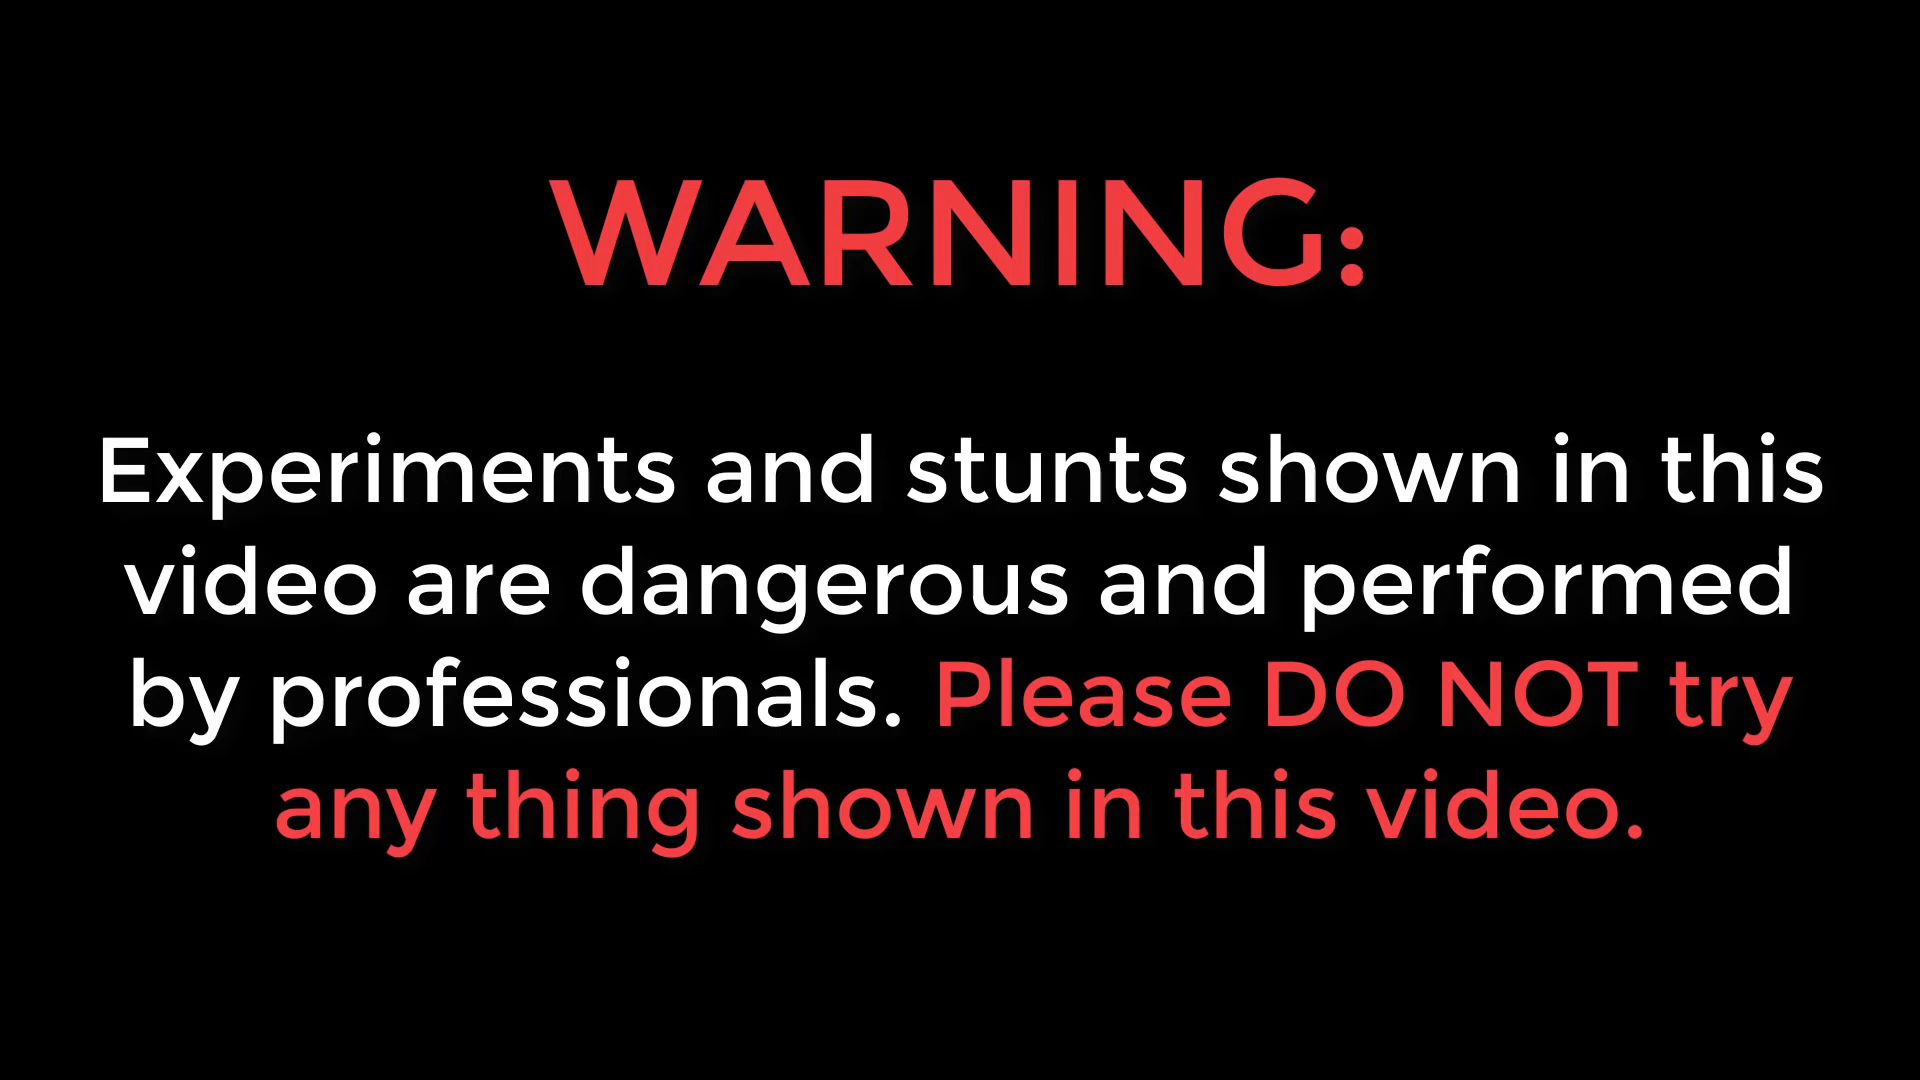 WARNING:
Experiments and stunts shown in this
video are dangerous and performed
by professionals. Please DO NOT try
any thing shown in this video.